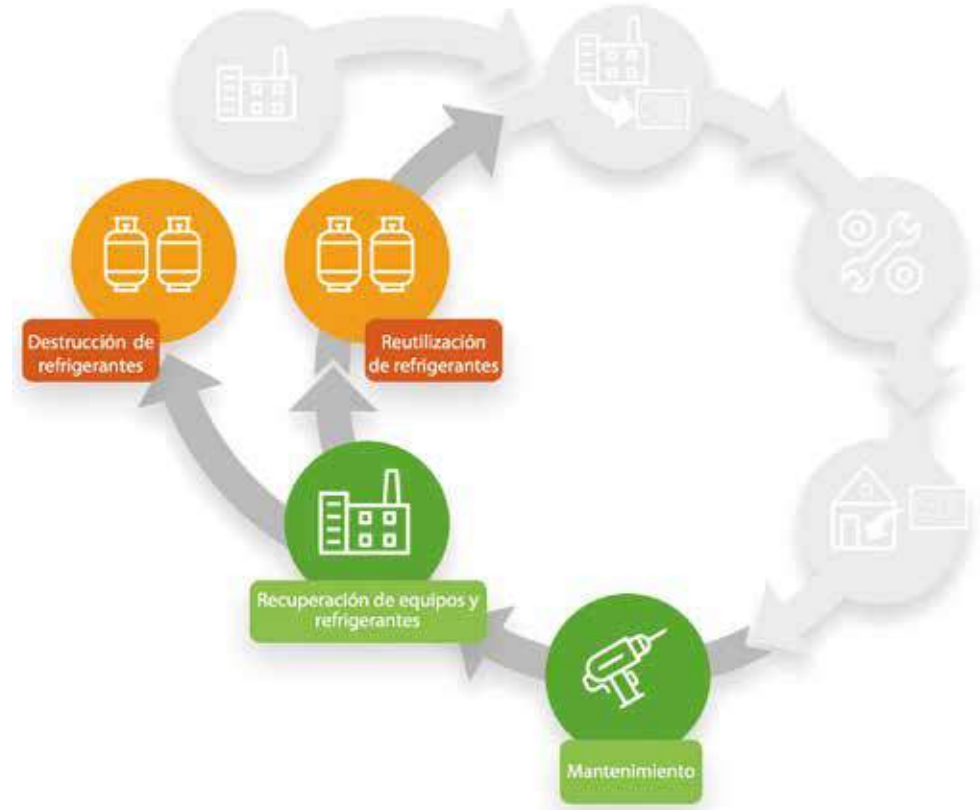 Destrucción de
refrigerantes
Reutilización
de refrigerantes
Recuperación de equipos y
refrigerantes
Mantenimiento